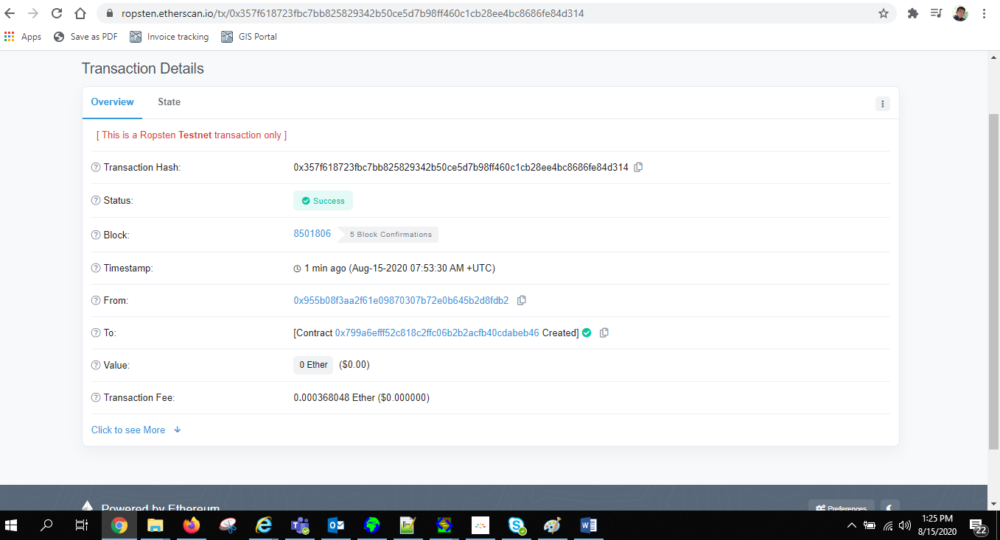 ropsten.etherscan.io/tx/0x357f618723fbc7bb825829342b50ce5d7b98ff460c1cb28ee4bc8686fe84d314
Apps Save as PDF Invoice tracking GIS Portal
Transaction Details
Overview State
[ This is a Ropsten Testnet transaction only ]
Transaction Hash: 0x357f618723fbc7bb825829342b50ce5d7b98ff460c1cb28ee4bc8686fe84d314
Status: Success
Block: 8501806 5 Block Confirmations
Timestamp: 1 min ago (Aug-15-2020 07:53:30 AM +UTC)
From: 0x955b08f3aa2f61e09870307b72e0b645b2d8fdb2
To: [Contract 0x799a6efff52c818c2ffc06b2b2acfb40cdabeb46 Created]
Value: 0 Ether ($0.00)
Transaction Fee: 0.000368048 Ether ($0.000000)
Click to see More
Powered by Ethereum Preferences
1:25 PM
8/15/2020
22